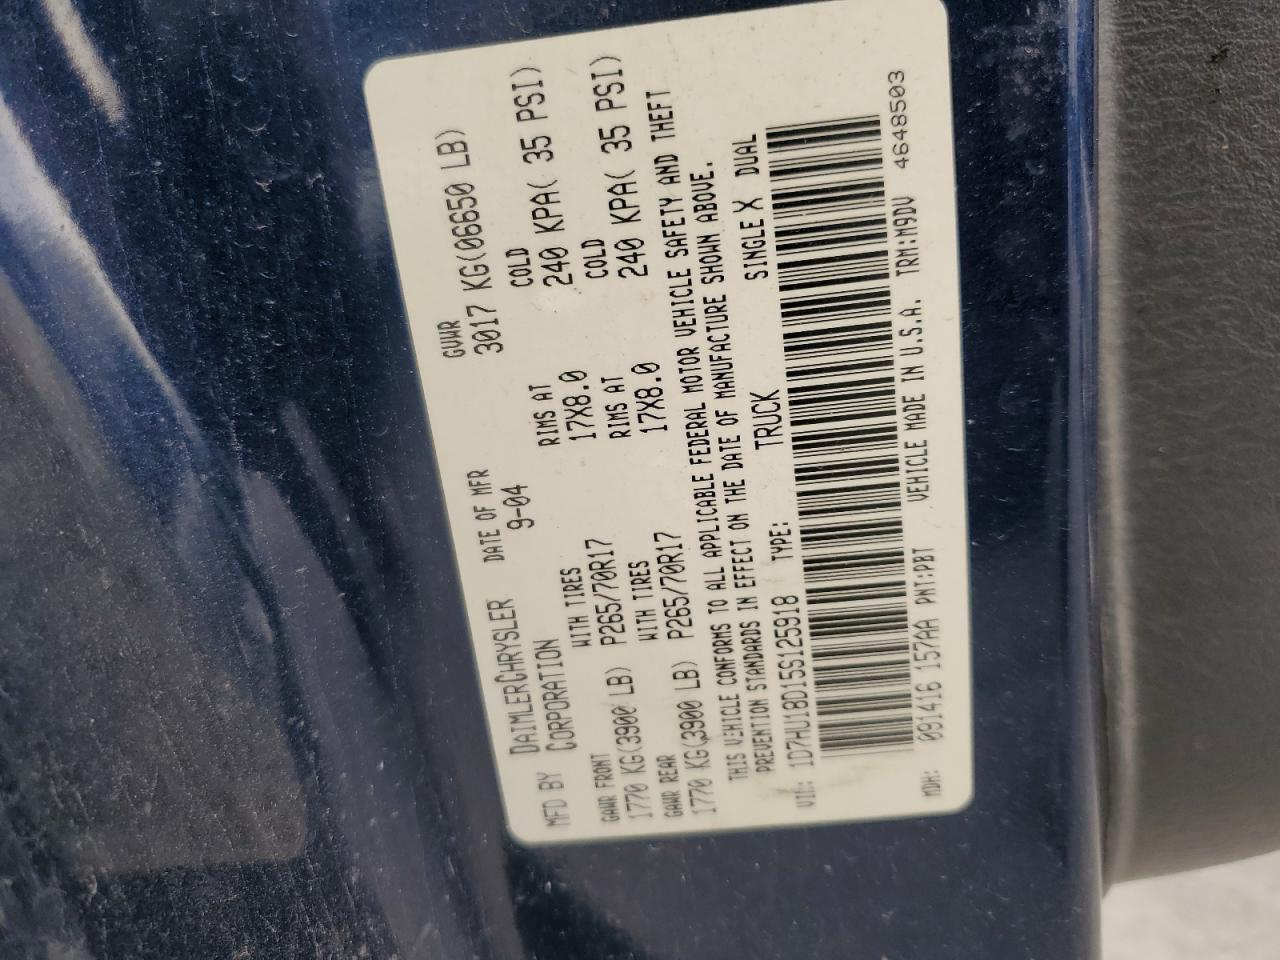 MFD BY DAIMLERCHRYSLER CORPORATION DATE OF MFR 9-04 GVWR 3017 KG(06650 LB)
GAWR FRONT WITH TIRES RIMS AT COLD
1770 KG(3900 LB) P265/70R17 17X8.0 240 KPA( 35 PSI)
GAWR REAR WITH TIRES RIMS AT COLD
1770 KG(3900 LB) P265/70R17 17X8.0 240 KPA( 35 PSI)
THIS VEHICLE CONFORMS TO ALL APPLICABLE FEDERAL MOTOR VEHICLE SAFETY AND THEFT
PREVENTION STANDARDS IN EFFECT ON THE DATE OF MANUFACTURE SHOWN ABOVE.
VIN: 1D7HU18D15S125918 TYPE: TRUCK SINGLE X DUAL
MDH: 091416 157AA PNT:PBT VEHICLE MADE IN U.S.A. TRM:M9DV 4648503